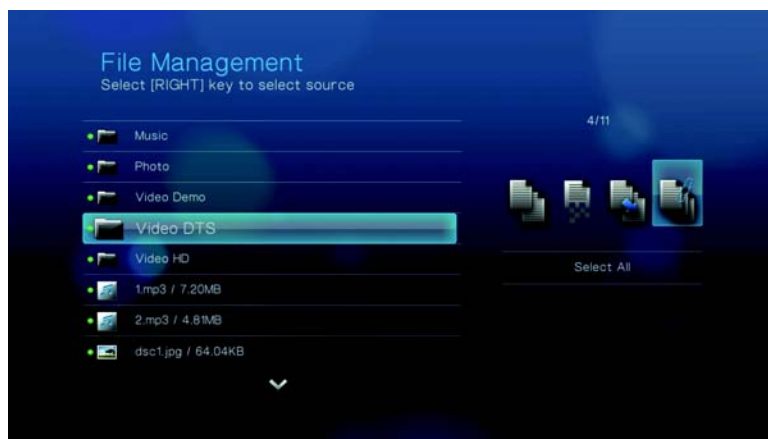 File Management
Select [RIGHT] key to select source
4/11
Music
Photo
Video Demo
Video DTS
Video HD
Select All
1.mp3 / 7.20MB
2.mp3 / 4.81MB
dsc1.jpg / 64.04KB